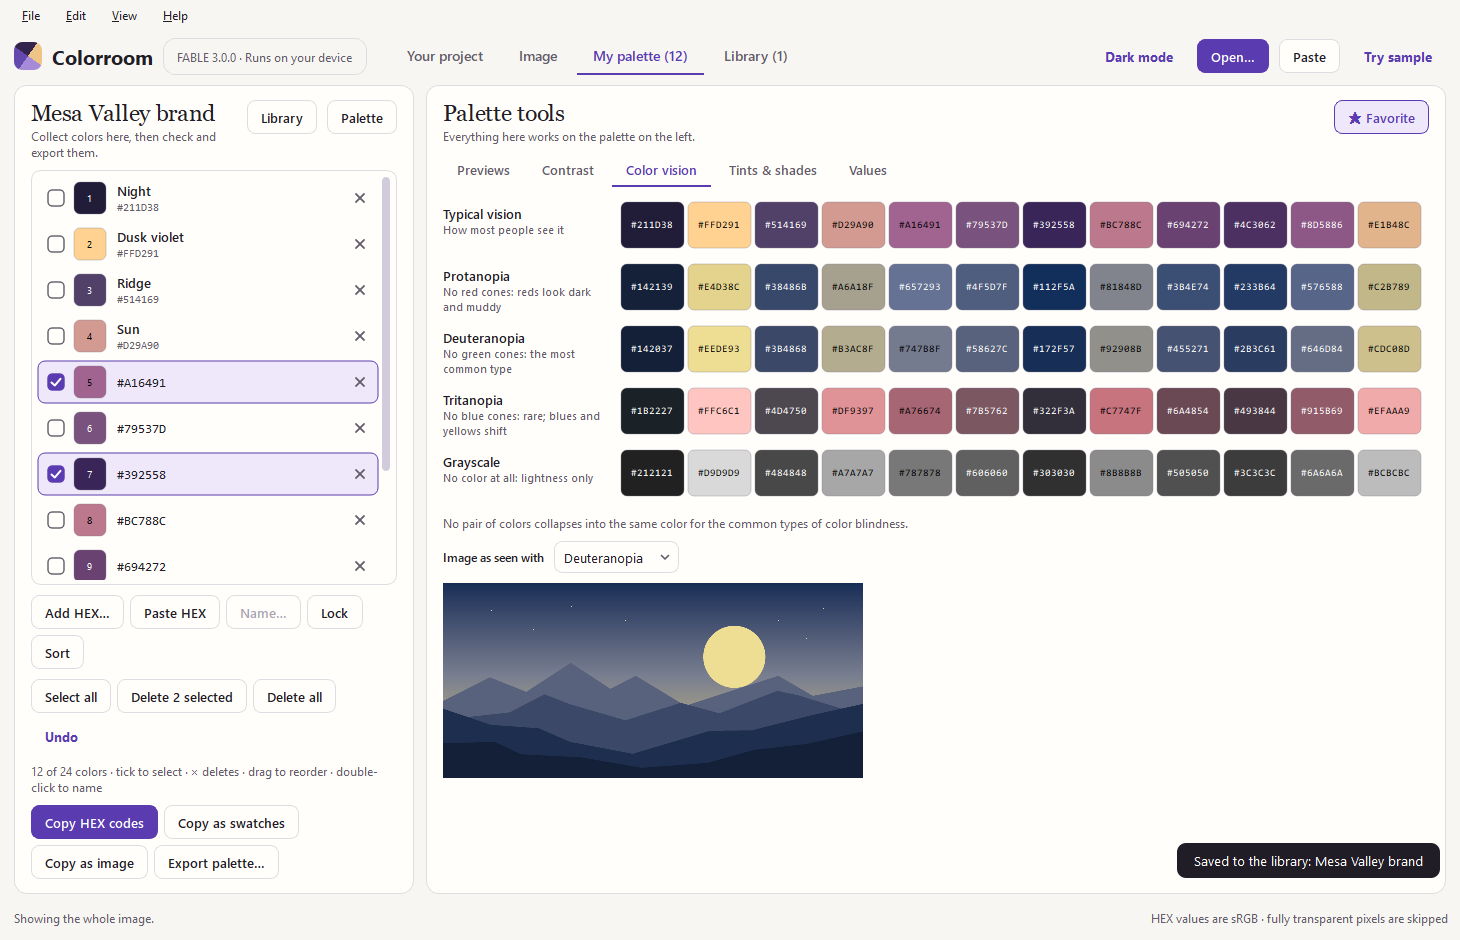 File Edit View Help
Colorroom
FABLE 3.0.0 · Runs on your device
Your project Image My palette (12) Library (1)
Dark mode Open... Paste Try sample
Mesa Valley brand
Library Palette
Collect colors here, then check and
export them.
1 Night
#211D38
2 Dusk violet
#FFD291
3 Ridge
#514169
4 Sun
#D29A90
5 #A16491
6 #79537D
7 #392558
8 #BC788C
9 #694272
Add HEX... Paste HEX Name... Lock
Sort
Select all Delete 2 selected Delete all
Undo
12 of 24 colors · tick to select · × deletes · drag to reorder · double-
click to name
Copy HEX codes Copy as swatches
Copy as image Export palette...
Palette tools
Everything here works on the palette on the left.
★ Favorite
Previews Contrast Color vision Tints & shades Values
Typical vision
How most people see it
#211D38 #FFD291 #514169 #D29A90 #A16491 #79537D #392558 #BC788C #694272 #4C3062 #8D5886 #E1B48C
Protanopia
No red cones: reds look dark
and muddy
#142139 #E4D38C #38486B #A6A18F #657293 #4F5D7F #112F5A #81848D #3B4E74 #233B64 #576588 #C2B789
Deuteranopia
No green cones: the most
common type
#142037 #EEDE93 #3B4868 #B3AC8F #747B8F #58627C #172F57 #92908B #455271 #2B3C61 #646D84 #CDC08D
Tritanopia
No blue cones: rare; blues and
yellows shift
#1B2227 #FFC6C1 #4D4750 #DF9397 #A76674 #7B5762 #322F3A #C7747F #6A4854 #493844 #915B69 #EFAAA9
Grayscale
No color at all: lightness only
#212121 #D9D9D9 #484848 #A7A7A7 #787878 #606060 #303030 #8B8B8B #505050 #3C3C3C #6A6A6A #BCBCBC
No pair of colors collapses into the same color for the common types of color blindness.
Image as seen with Deuteranopia
Saved to the library: Mesa Valley brand
Showing the whole image.
HEX values are sRGB · fully transparent pixels are skipped